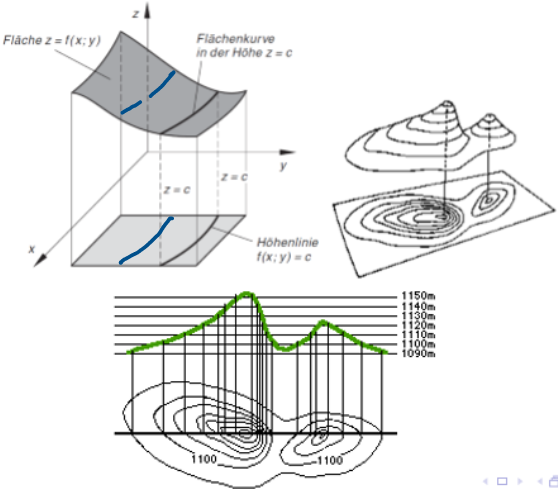 z
Fläche z = f(x; y)
Flächenkurve
in der Höhe z = c
y
z = c
z = c
x
Höhenlinie
f(x; y) = c
1150m
1140m
1130m
1120m
1110m
1100m
1090m
1100
1100